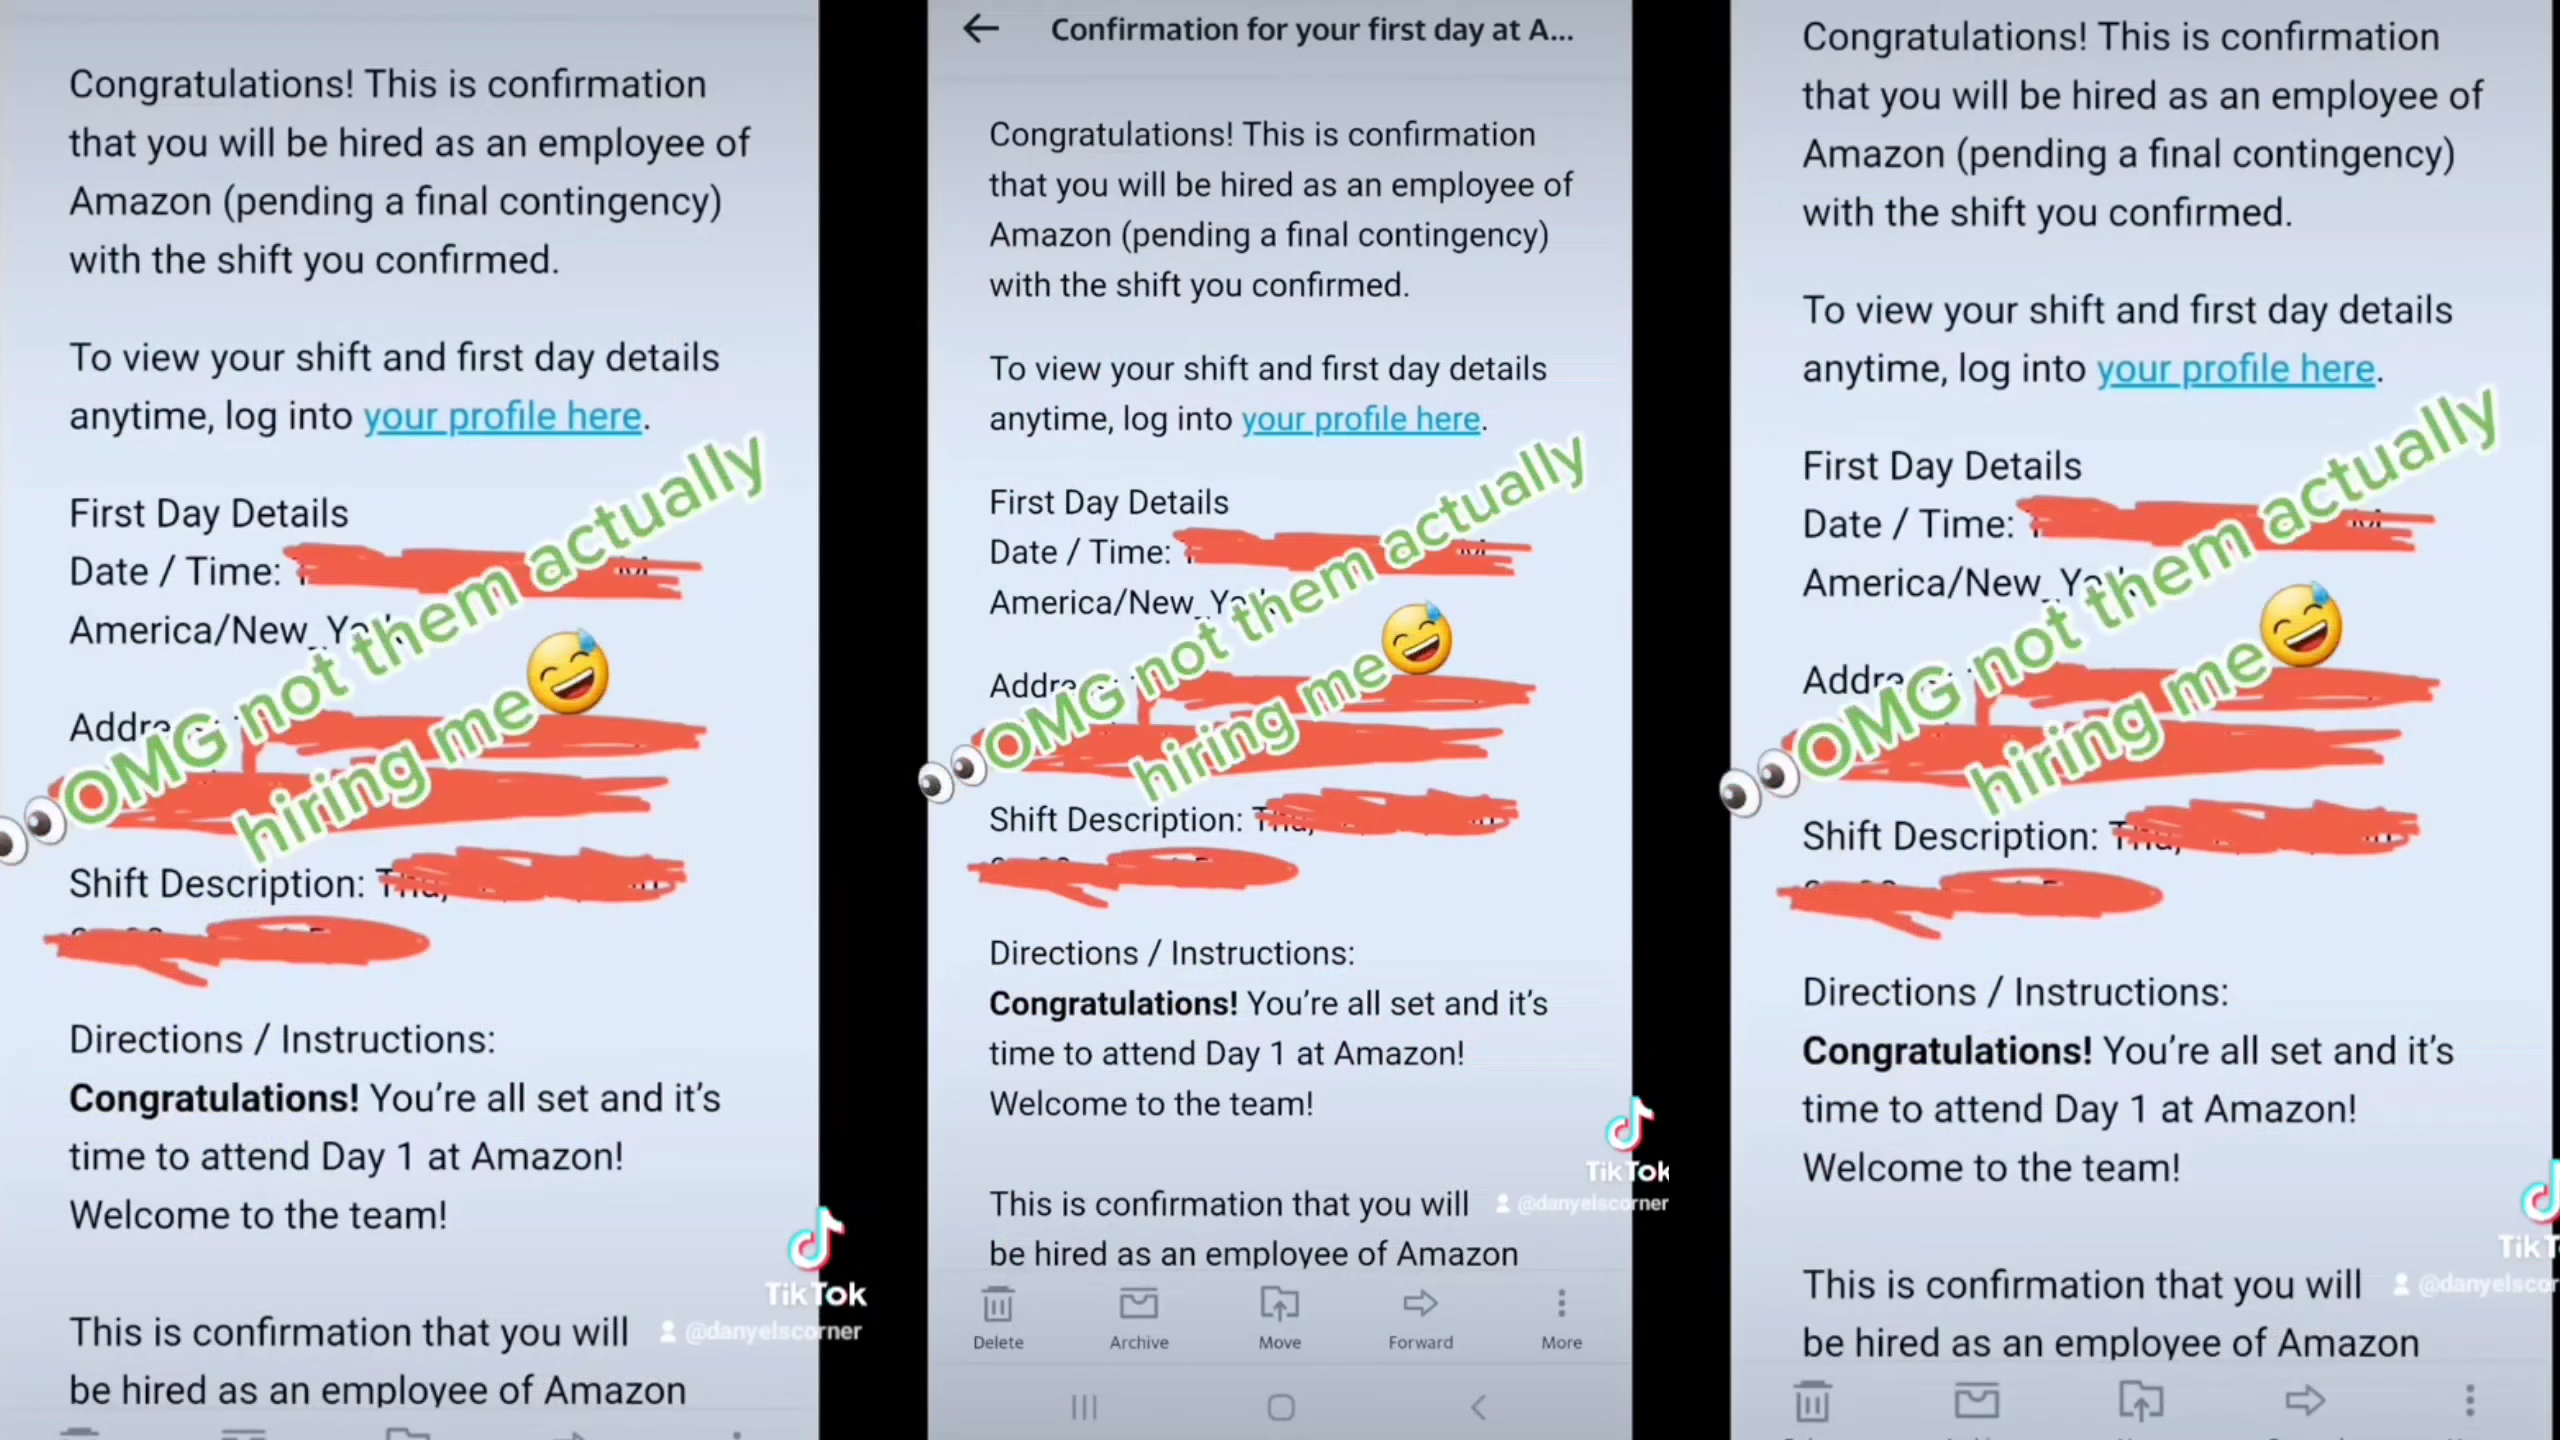 Congratulations! This is confirmation
that you will be hired as an employee of
Amazon (pending a final contingency)
with the shift you confirmed.
To view your shift and first day details
anytime, log into your profile here.
First Day Details
Date / Time:
America/New_York
Address:
👀OMG not them actually
hiring me😅
Shift Description: Thu,
Directions / Instructions:
Congratulations! You’re all set and it’s
time to attend Day 1 at Amazon!
Welcome to the team!
This is confirmation that you will
be hired as an employee of Amazon
TikTok
@danyelscorner
Confirmation for your first day at A...
Congratulations! This is confirmation
that you will be hired as an employee of
Amazon (pending a final contingency)
with the shift you confirmed.
To view your shift and first day details
anytime, log into your profile here.
First Day Details
Date / Time:
America/New_York
Address:
👀OMG not them actually
hiring me😅
Shift Description: Thu,
Directions / Instructions:
Congratulations! You’re all set and it’s
time to attend Day 1 at Amazon!
Welcome to the team!
This is confirmation that you will
be hired as an employee of Amazon
TikTok
@danyelscorner
Delete Archive Move Forward More
Congratulations! This is confirmation
that you will be hired as an employee of
Amazon (pending a final contingency)
with the shift you confirmed.
To view your shift and first day details
anytime, log into your profile here.
First Day Details
Date / Time:
America/New_York
Address:
👀OMG not them actually
hiring me😅
Shift Description: Thu,
Directions / Instructions:
Congratulations! You’re all set and it’s
time to attend Day 1 at Amazon!
Welcome to the team!
This is confirmation that you will
be hired as an employee of Amazon
TikT
@danyelscor